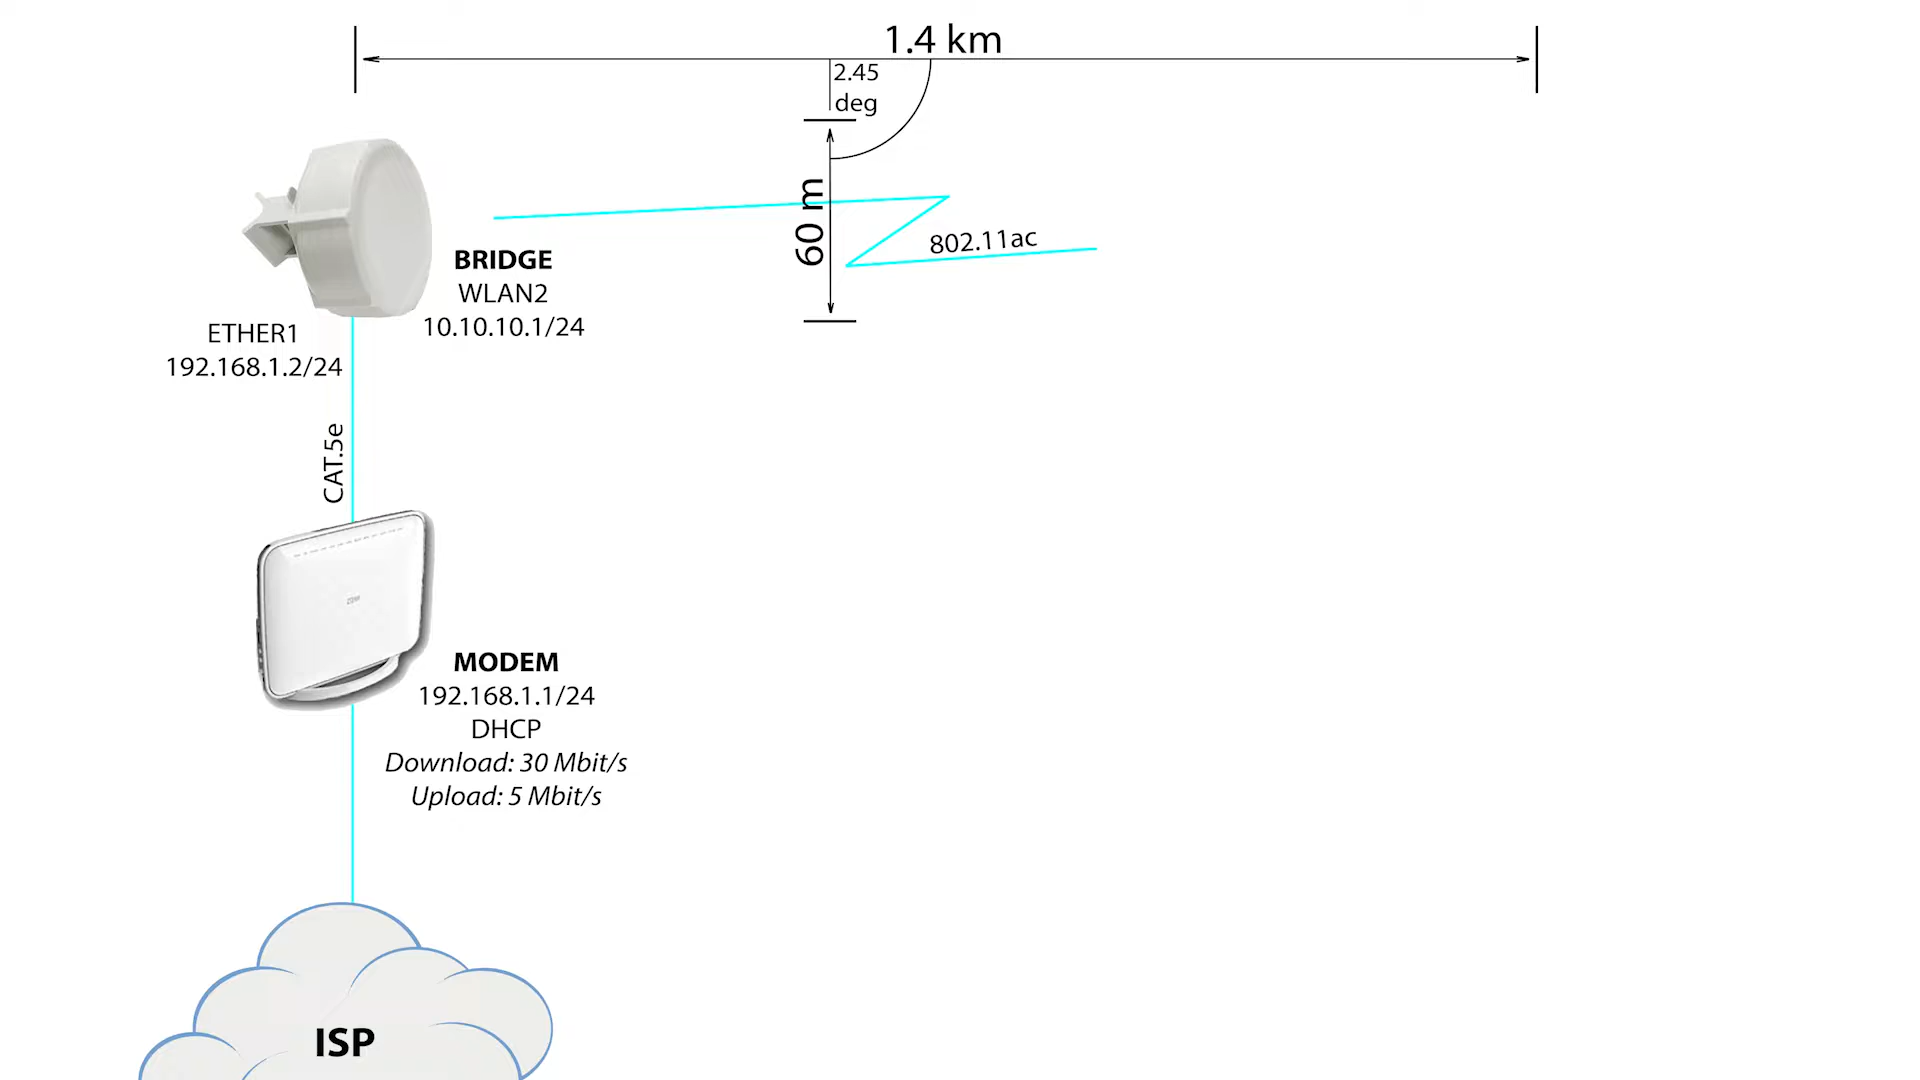 1.4 km
2.45
deg
60 m
802.11ac
BRIDGE
WLAN2
10.10.10.1/24
ETHER1
192.168.1.2/24
CAT.5e
MODEM
192.168.1.1/24
DHCP
Download: 30 Mbit/s
Upload: 5 Mbit/s
ISP